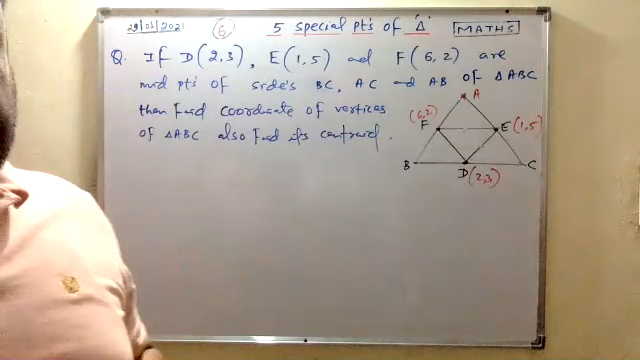 29/01/2021 6 5 special pt's of "Δ" MATHS
Q. If D(2,3), E(1,5) and F(6,2) are
mid pt's of side's BC, AC and AB of ΔABC
then find coordinate of vertices
of ΔABC also find its centroid.
A
(6,2)
F E(1,5)
B C
D(2,3)